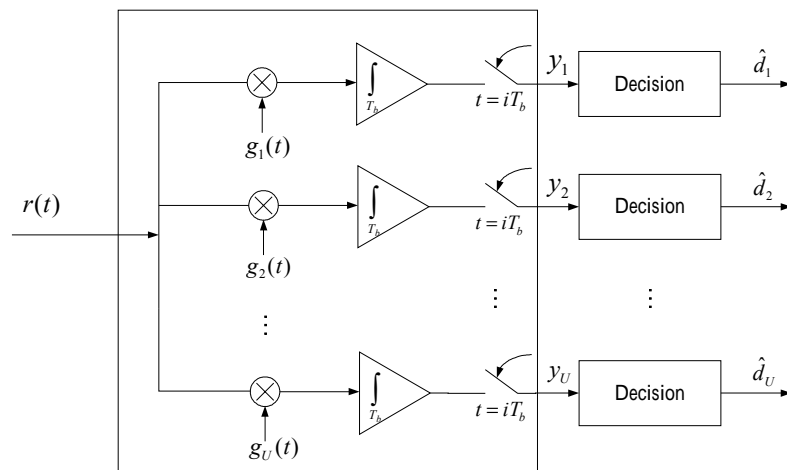 y₁ Decision d̂₁
∫
T_b
t = iT_b
g₁(t)
y₂ Decision d̂₂
∫
T_b
r(t)
t = iT_b
g₂(t)
⋮ ⋮ ⋮
y_U Decision d̂_U
∫
T_b
t = iT_b
g_U(t)